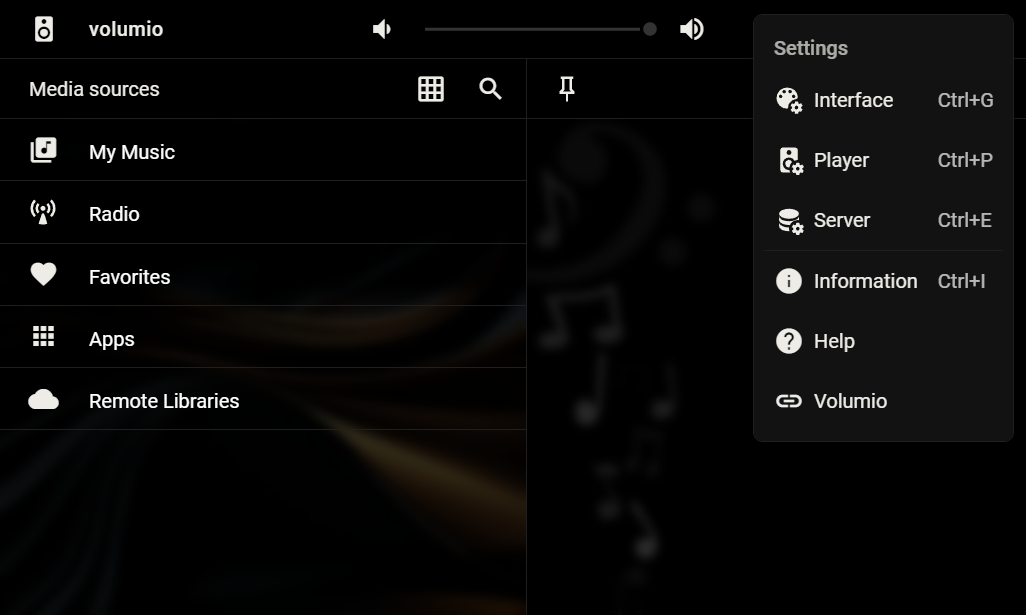 volumio
Settings
Media sources
Interface Ctrl+G
My Music
Player Ctrl+P
Radio
Server Ctrl+E
Favorites
Information Ctrl+I
Apps
Help
Remote Libraries
Volumio